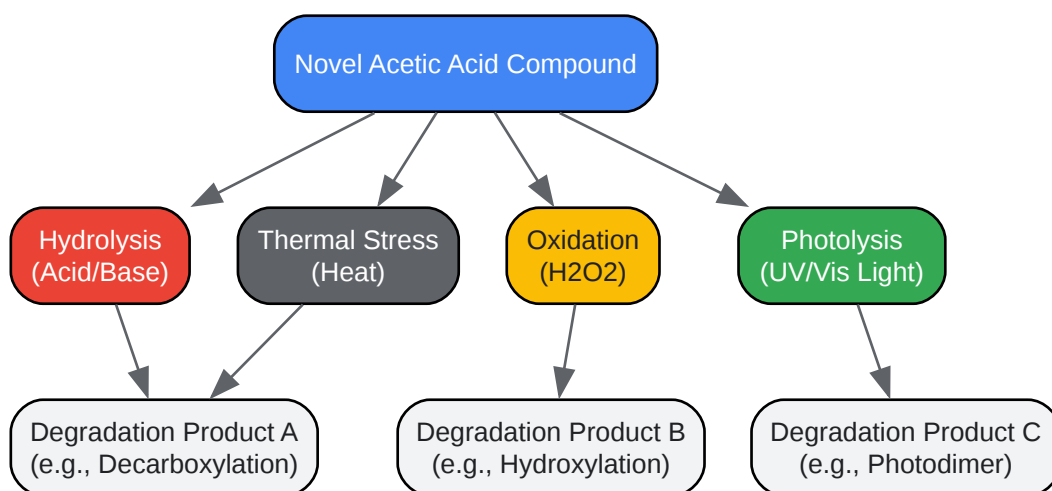 Novel Acetic Acid Compound
Hydrolysis
(Acid/Base)
Thermal Stress
(Heat)
Oxidation
(H2O2)
Photolysis
(UV/Vis Light)
Degradation Product A
(e.g., Decarboxylation)
Degradation Product B
(e.g., Hydroxylation)
Degradation Product C
(e.g., Photodimer)